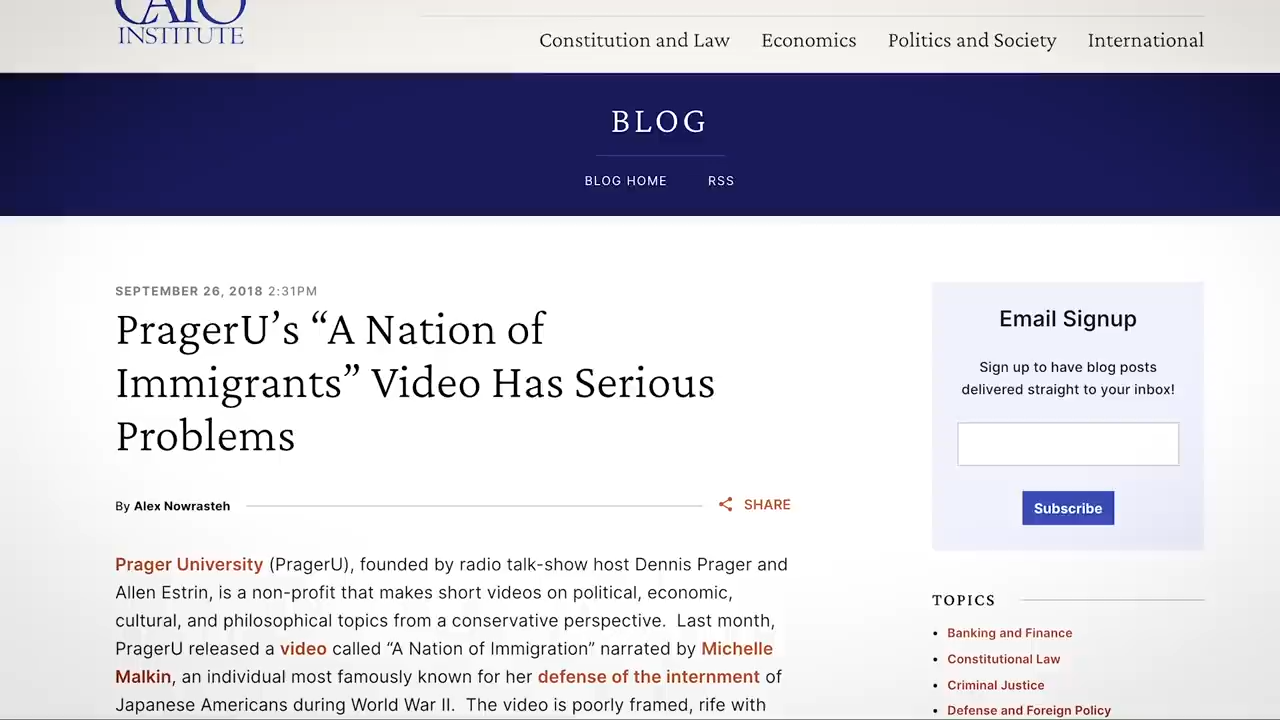 CATO
INSTITUTE
Constitution and Law
Economics
Politics and Society
International
BLOG
BLOG HOME
RSS
SEPTEMBER 26, 2018 2:31PM
PragerU’s “A Nation of
Immigrants” Video Has Serious
Problems
By Alex Nowrasteh
SHARE
Prager University (PragerU), founded by radio talk-show host Dennis Prager and
Allen Estrin, is a non-profit that makes short videos on political, economic,
cultural, and philosophical topics from a conservative perspective. Last month,
PragerU released a video called “A Nation of Immigration” narrated by Michelle
Malkin, an individual most famously known for her defense of the internment of
Japanese Americans during World War II. The video is poorly framed, rife with
Email Signup
Sign up to have blog posts
delivered straight to your inbox!
Subscribe
TOPICS
• Banking and Finance
• Constitutional Law
• Criminal Justice
• Defense and Foreign Policy